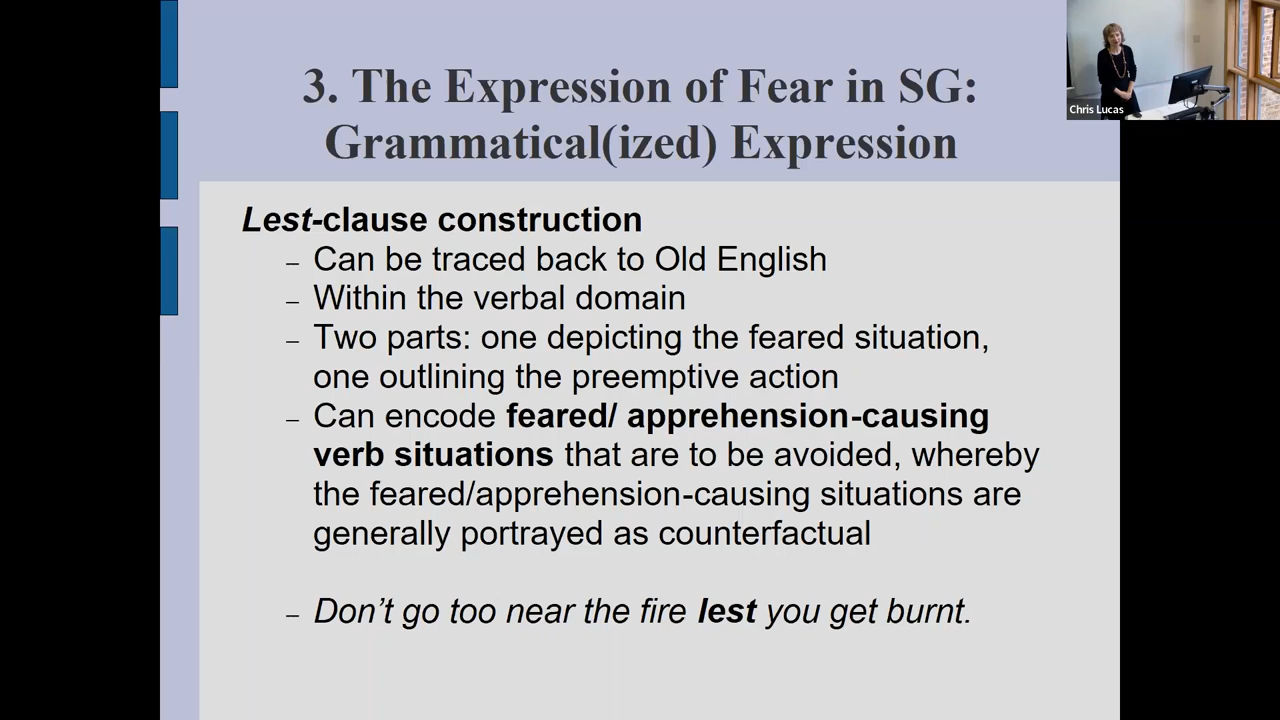 3. The Expression of Fear in SG:
Grammatical(ized) Expression
Chris Lucas
Lest-clause construction
– Can be traced back to Old English
– Within the verbal domain
– Two parts: one depicting the feared situation,
one outlining the preemptive action
– Can encode feared/ apprehension-causing
verb situations that are to be avoided, whereby
the feared/apprehension-causing situations are
generally portrayed as counterfactual
– Don’t go too near the fire lest you get burnt.